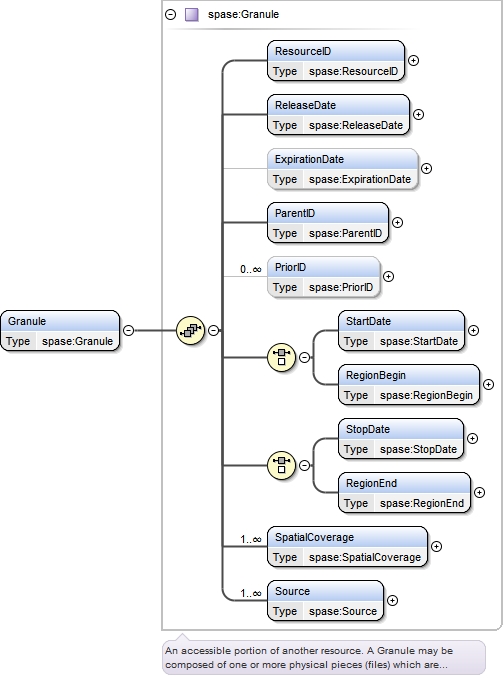 spase:Granule
ResourceID
Type spase:ResourceID
ReleaseDate
Type spase:ReleaseDate
ExpirationDate
Type spase:ExpirationDate
ParentID
Type spase:ParentID
0..∞
PriorID
Type spase:PriorID
Granule
Type spase:Granule
StartDate
Type spase:StartDate
RegionBegin
Type spase:RegionBegin
StopDate
Type spase:StopDate
RegionEnd
Type spase:RegionEnd
1..∞
SpatialCoverage
Type spase:SpatialCoverage
1..∞
Source
Type spase:Source
An accessible portion of another resource. A Granule may be
composed of one or more physical pieces (files) which are...